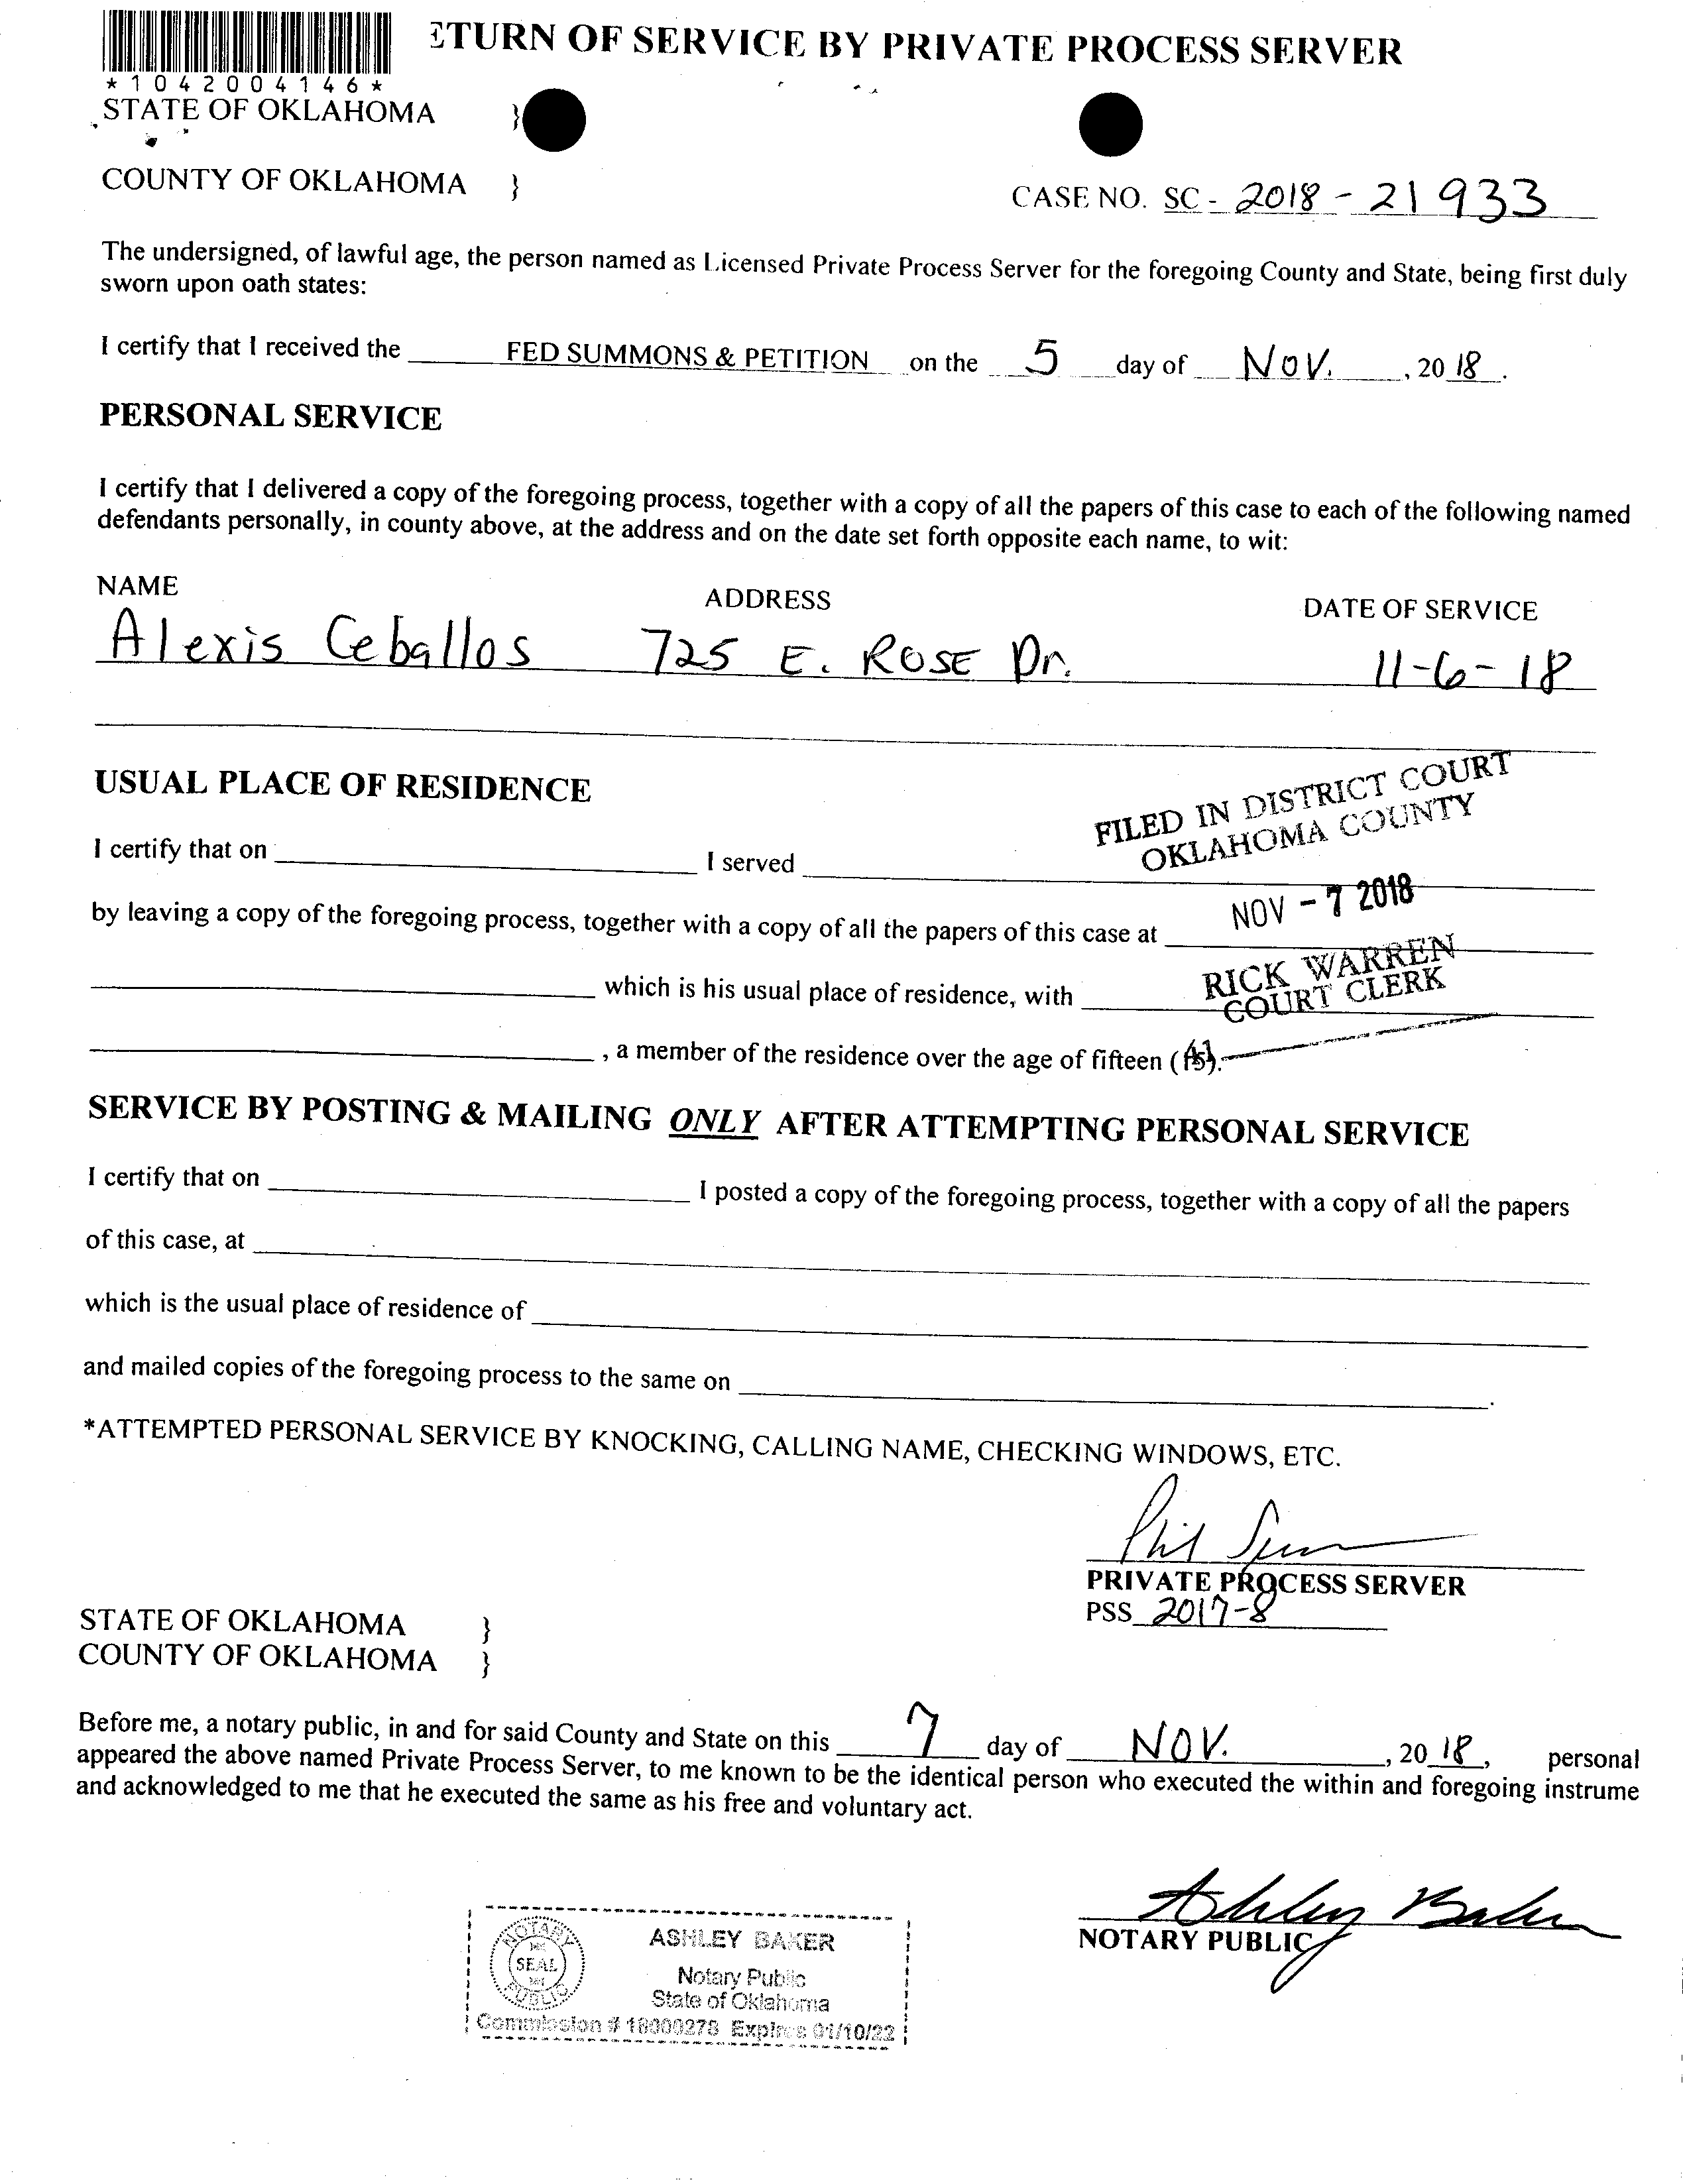 ETURN OF SERVICE BY PRIVATE PROCESS SERVER
*1042004146*
STATE OF OKLAHOMA }
COUNTY OF OKLAHOMA }
CASE NO. SC - 2018 - 21933
The undersigned, of lawful age, the person named as Licensed Private Process Server for the foregoing County and State, being first duly
sworn upon oath states:
I certify that I received the FED SUMMONS & PETITION on the 5 day of NOV. , 20 18 .
PERSONAL SERVICE
I certify that I delivered a copy of the foregoing process, together with a copy of all the papers of this case to each of the following named
defendants personally, in county above, at the address and on the date set forth opposite each name, to wit:
NAME ADDRESS DATE OF SERVICE
Alexis Ceballos 725 E. ROSE Dr. 11-6-18
USUAL PLACE OF RESIDENCE
FILED IN DISTRICT COURT
OKLAHOMA COUNTY
I certify that on I served
NOV - 7 2018
by leaving a copy of the foregoing process, together with a copy of all the papers of this case at
RICK WARREN
COURT CLERK
which is his usual place of residence, with
, a member of the residence over the age of fifteen (15).
SERVICE BY POSTING & MAILING ONLY AFTER ATTEMPTING PERSONAL SERVICE
I certify that on I posted a copy of the foregoing process, together with a copy of all the papers
of this case, at
which is the usual place of residence of
and mailed copies of the foregoing process to the same on .
*ATTEMPTED PERSONAL SERVICE BY KNOCKING, CALLING NAME, CHECKING WINDOWS, ETC.
Phil
PRIVATE PROCESS SERVER
PSS 2017-8
STATE OF OKLAHOMA }
COUNTY OF OKLAHOMA }
Before me, a notary public, in and for said County and State on this 7 day of NOV. , 20 18 , personal
appeared the above named Private Process Server, to me known to be the identical person who executed the within and foregoing instrume
and acknowledged to me that he executed the same as his free and voluntary act.
Ashley Baker
NOTARY PUBLIC
NOTARY SEAL PUBLIC
ASHLEY BAKER
Notary Public
State of Oklahoma
Commission # 18000278 Expires 01/10/22